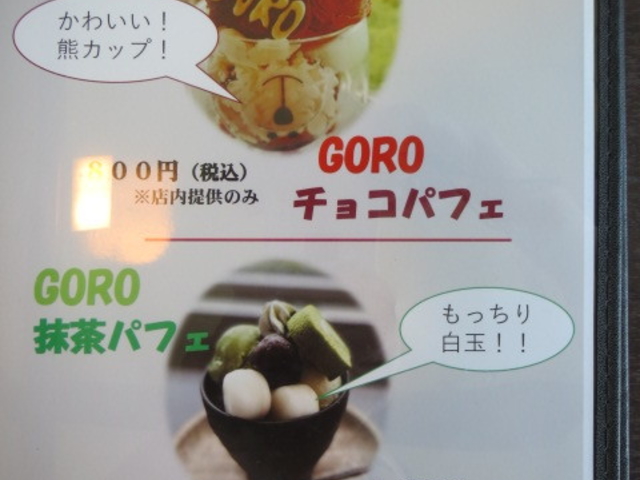 かわいい！
熊カップ！
GORO
８００円（税込）
※店内提供のみ
GORO
チョコパフェ
GORO
抹茶パフェ
もっちり
白玉！！